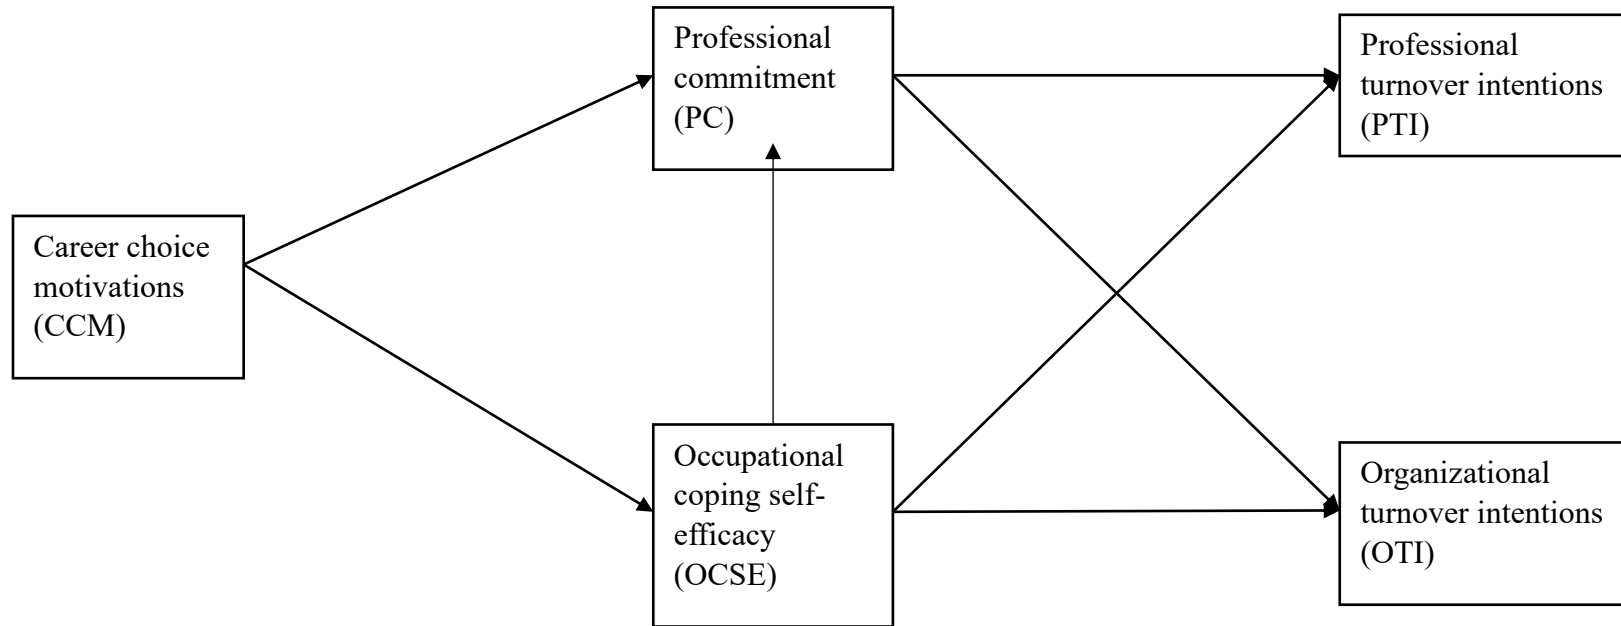 Professional
commitment
(PC)
Professional
turnover intentions
(PTI)
Career choice
motivations
(CCM)
Occupational
coping self-
efficacy
(OCSE)
Organizational
turnover intentions
(OTI)